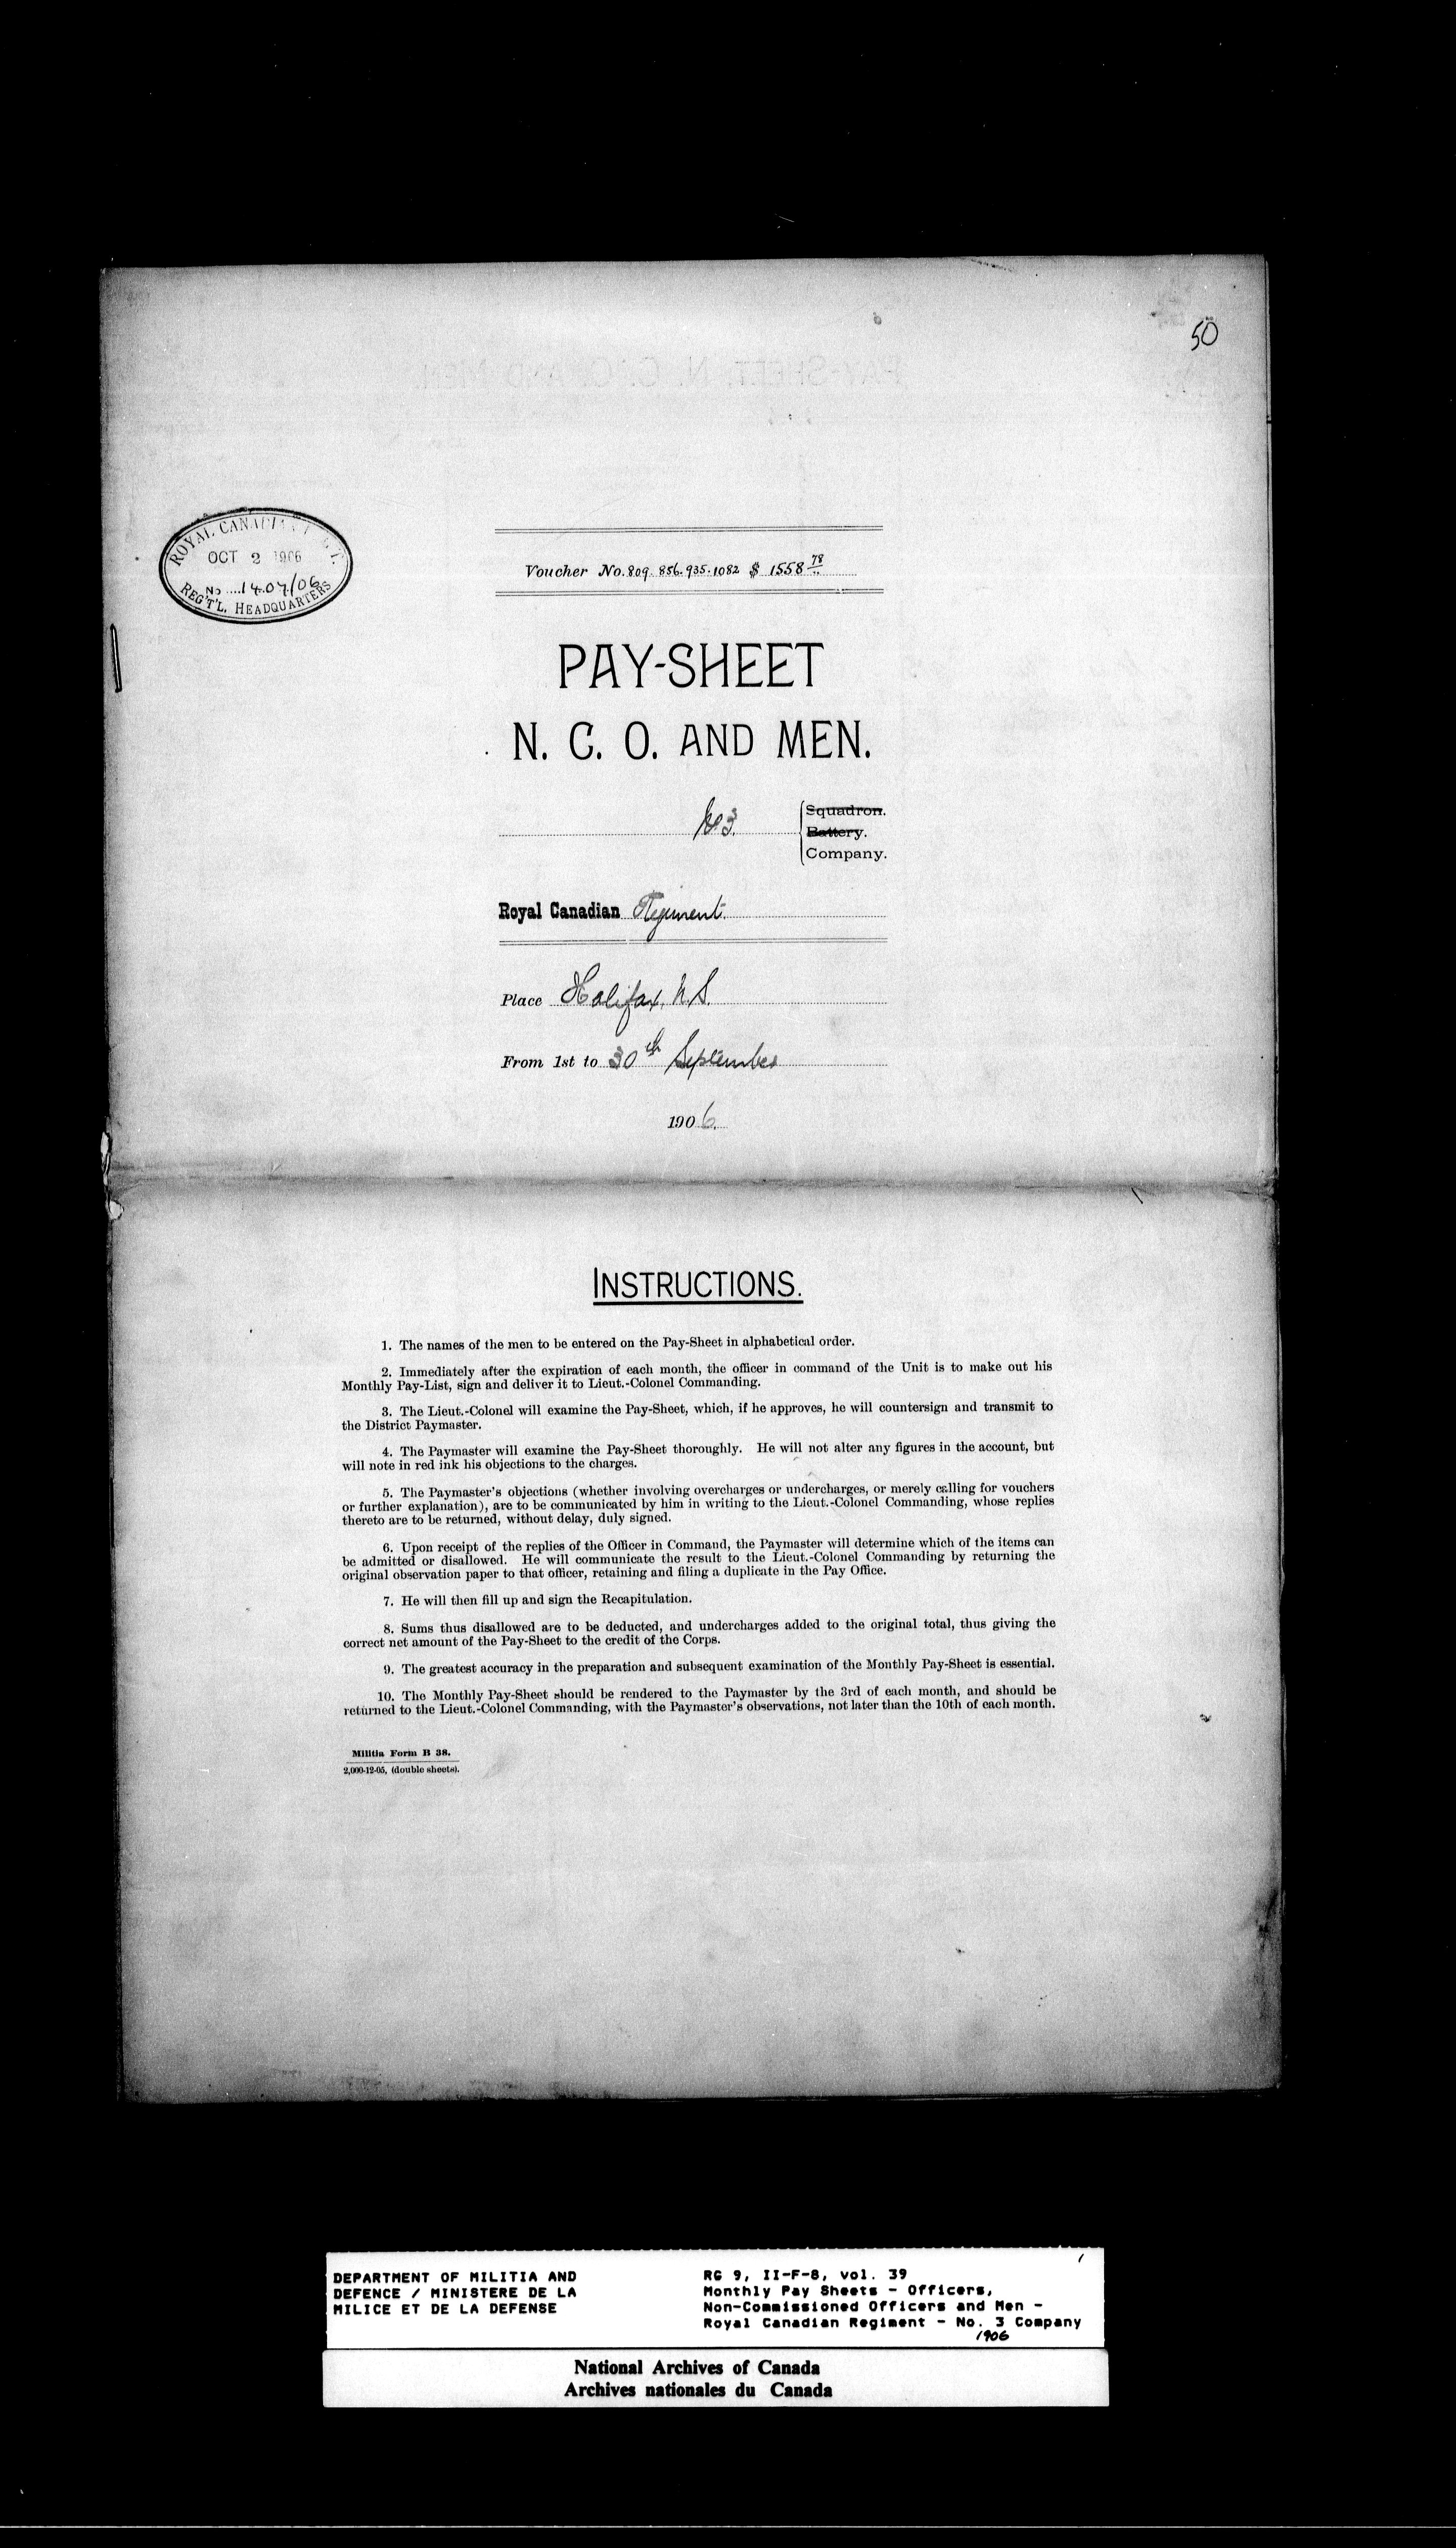 50
ROYAL CANADIAN
OCT 2 1906
No 1407/06
REG'T'L. HEADQUARTERS
Voucher No. 809. 856. 935. 1082 $ 1558 78
PAY-SHEET
N. C. O. AND MEN.
No 3.
Squadron.
Battery.
Company.
Royal Canadian Regiment
Place Halifax, N.S.
From 1st to 30th September
1906.
INSTRUCTIONS.
1. The names of the men to be entered on the Pay-Sheet in alphabetical order.
2. Immediately after the expiration of each month, the officer in command of the Unit is to make out his
Monthly Pay-List, sign and deliver it to Lieut.-Colonel Commanding.
3. The Lieut.-Colonel will examine the Pay-Sheet, which, if he approves, he will countersign and transmit to
the District Paymaster.
4. The Paymaster will examine the Pay-Sheet thoroughly. He will not alter any figures in the account, but
will note in red ink his objections to the charges.
5. The Paymaster's objections (whether involving overcharges or undercharges, or merely calling for vouchers
or further explanation), are to be communicated by him in writing to the Lieut.-Colonel Commanding, whose replies
thereto are to be returned, without delay, duly signed.
6. Upon receipt of the replies of the Officer in Command, the Paymaster will determine which of the items can
be admitted or disallowed. He will communicate the result to the Lieut.-Colonel Commanding by returning the
original observation paper to that officer, retaining and filing a duplicate in the Pay Office.
7. He will then fill up and sign the Recapitulation.
8. Sums thus disallowed are to be deducted, and undercharges added to the original total, thus giving the
correct net amount of the Pay-Sheet to the credit of the Corps.
9. The greatest accuracy in the preparation and subsequent examination of the Monthly Pay-Sheet is essential.
10. The Monthly Pay-Sheet should be rendered to the Paymaster by the 3rd of each month, and should be
returned to the Lieut.-Colonel Commanding, with the Paymaster's observations, not later than the 10th of each month.
Militia Form B 38.
2,000-12-05, (double sheets).
DEPARTMENT OF MILITIA AND
DEFENCE / MINISTERE DE LA
MILICE ET DE LA DEFENSE
RG 9, II-F-8, vol. 39
Monthly Pay Sheets - Officers,
Non-Commissioned Officers and Men -
Royal Canadian Regiment - No. 3 Company
1906
National Archives of Canada
Archives nationales du Canada